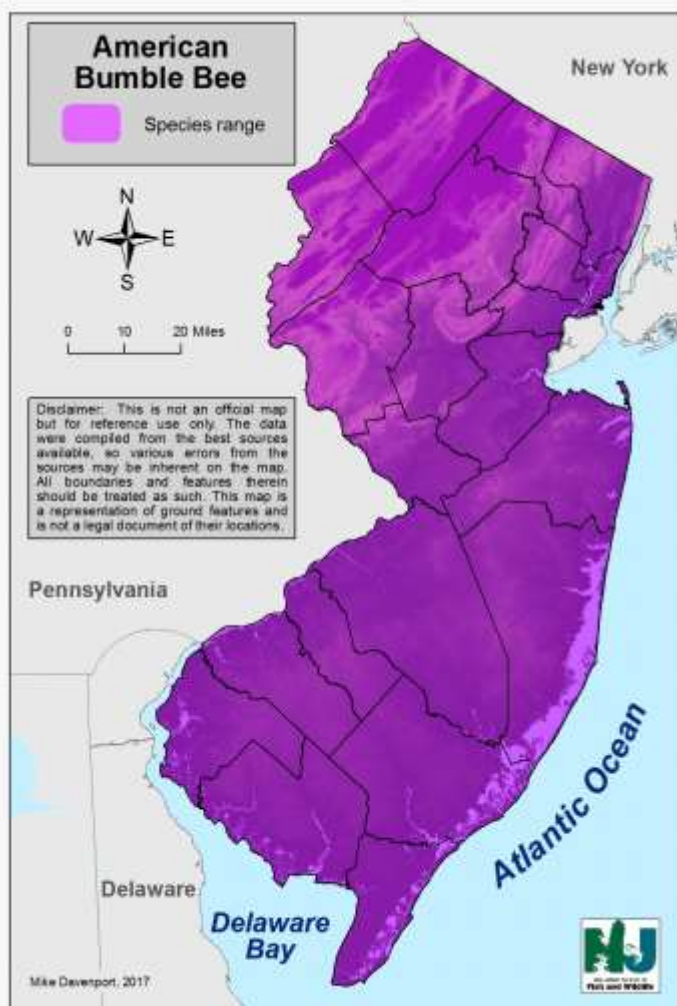 American
Bumble Bee
Species range
New York
N
W E
S
0 10 20 Miles
Disclaimer: This is not an official map
but for reference use only. The data
were compiled from the best sources
available, so various errors from the
sources may be inherent on the map.
All boundaries and features therein
should be treated as such. This map is
a representation of ground features and
is not a legal document of their locations.
Pennsylvania
Atlantic Ocean
Delaware
Delaware
Bay
Mike Davenport, 2017
NJ
Fish and Wildlife